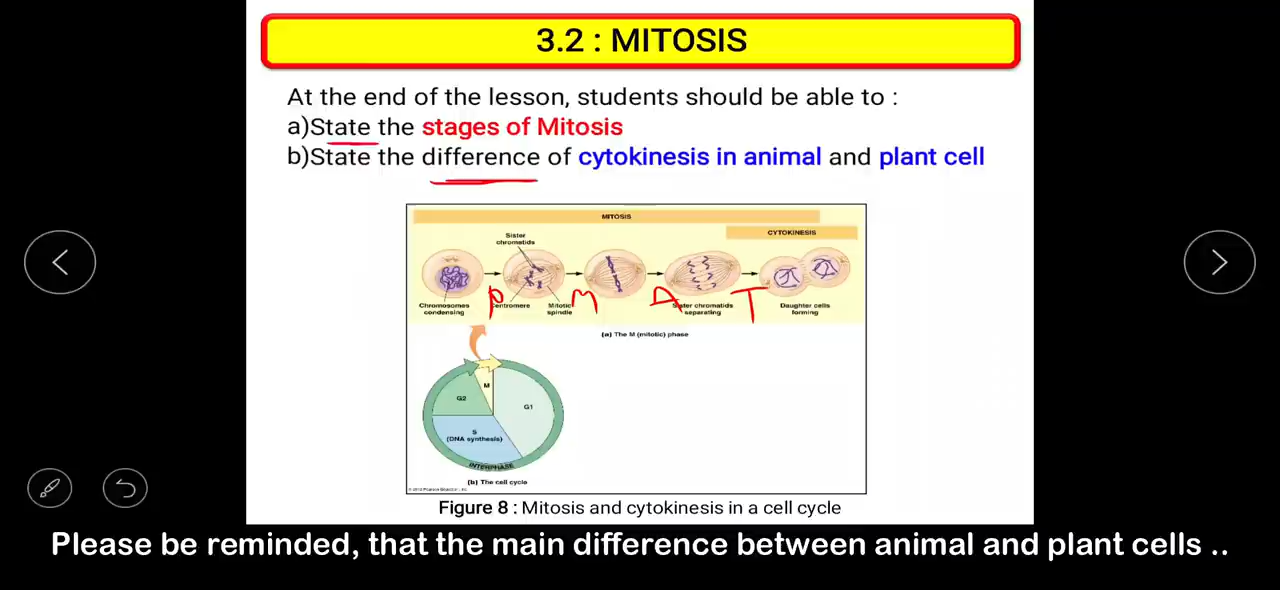 3.2 : MITOSIS
At the end of the lesson, students should be able to :
a)State the stages of Mitosis
b)State the difference of cytokinesis in animal and plant cell
MITOSIS
CYTOKINESIS
Sister
chromatids
P M A T
Chromosomes
condensing
Centromere
Mitotic
spindle
Sister chromatids
separating
Daughter cells
forming
(a) The M (mitotic) phase
M
G2
G1
S
(DNA synthesis)
INTERPHASE
(b) The cell cycle
Figure 8 : Mitosis and cytokinesis in a cell cycle
Please be reminded, that the main difference between animal and plant cells ..